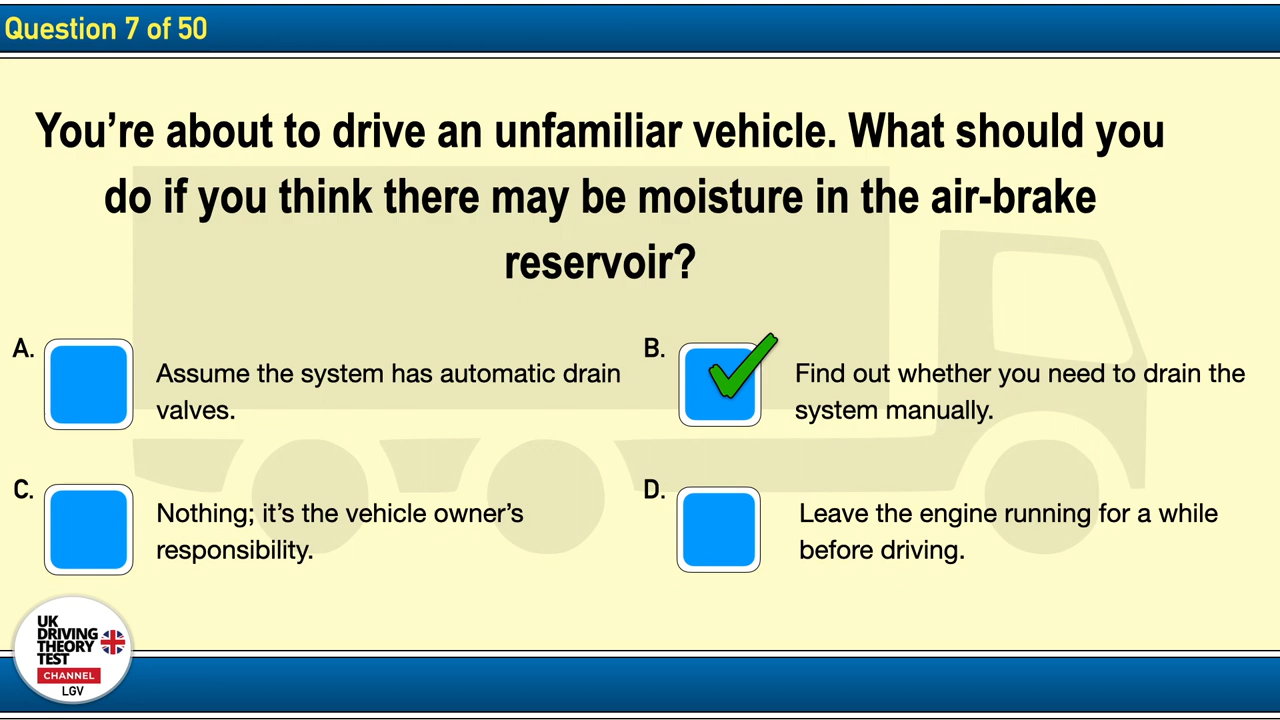 Question 7 of 50
You’re about to drive an unfamiliar vehicle. What should you
do if you think there may be moisture in the air-brake
reservoir?
A.
Assume the system has automatic drain
valves.
B.
Find out whether you need to drain the
system manually.
C.
Nothing; it’s the vehicle owner’s
responsibility.
D.
Leave the engine running for a while
before driving.
UK
DRIVING
THEORY
TEST
CHANNEL
LGV